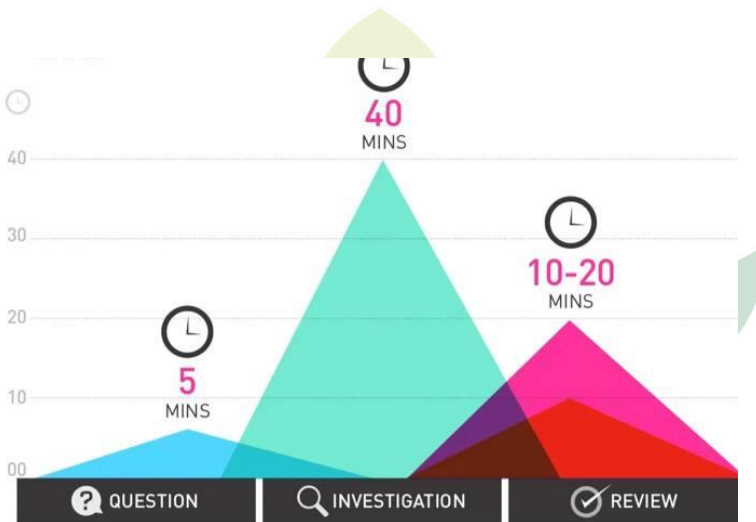 40
MINS
40
30
10-20
MINS
20
5
MINS
10
00
QUESTION
INVESTIGATION
REVIEW